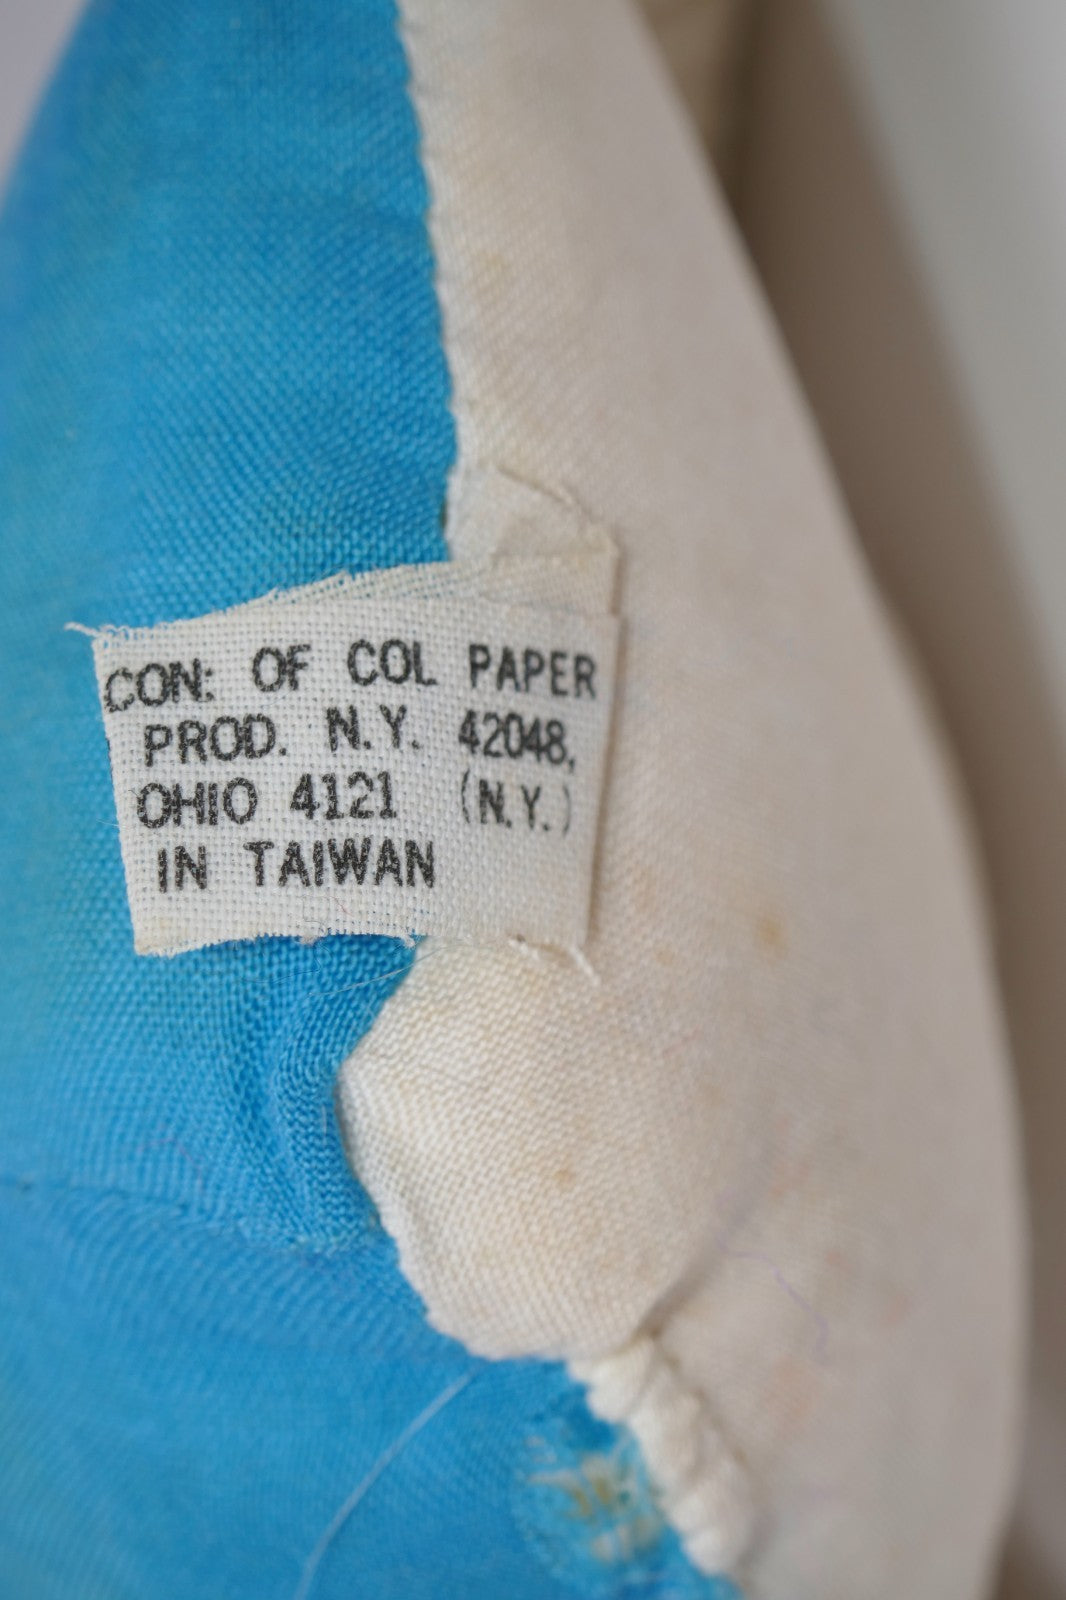 CON: OF COL PAPER
PROD. N.Y. 42048,
OHIO 4121 (N.Y.)
IN TAIWAN